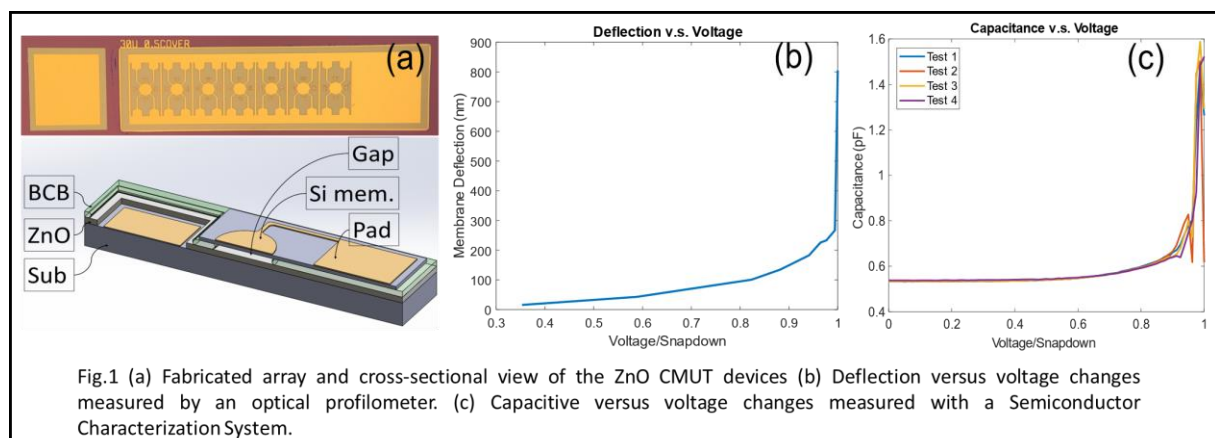 30U 0.5COVER
(a)
Gap
Si mem.
BCB
ZnO
Pad
Sub
Deflection v.s. Voltage
(b)
900
800
700
600
500
400
300
200
100
0
Membrane Deflection (nm)
0.3 0.4 0.5 0.6 0.7 0.8 0.9 1
Voltage/Snapdown
Capacitance v.s. Voltage
(c)
Test 1
Test 2
Test 3
Test 4
1.6
1.4
1.2
1
0.8
0.6
0.4
Capacitance (pF)
0 0.2 0.4 0.6 0.8 1
Voltage/Snapdown
Fig.1 (a) Fabricated array and cross-sectional view of the ZnO CMUT devices (b) Deflection versus voltage changes
measured by an optical profilometer. (c) Capacitive versus voltage changes measured with a Semiconductor
Characterization System.